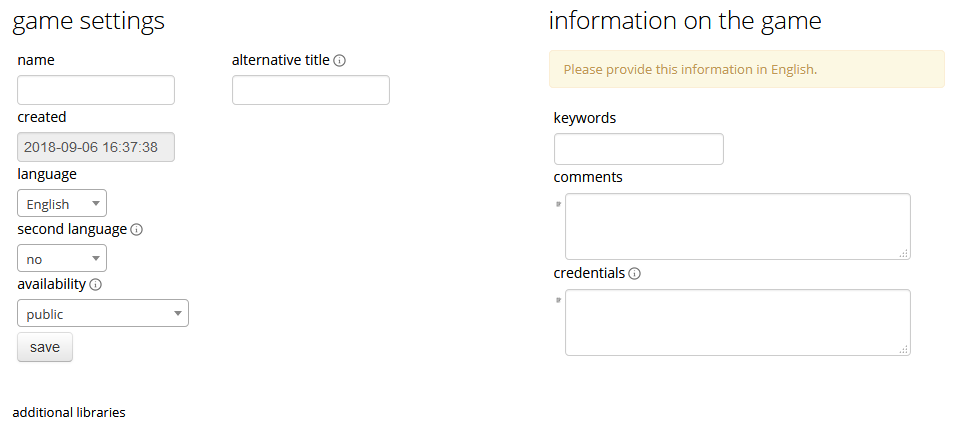 game settings
name
alternative title
created
2018-09-06 16:37:38
language
English
second language
no
availability
public
save
additional libraries
information on the game
Please provide this information in English.
keywords
comments
credentials